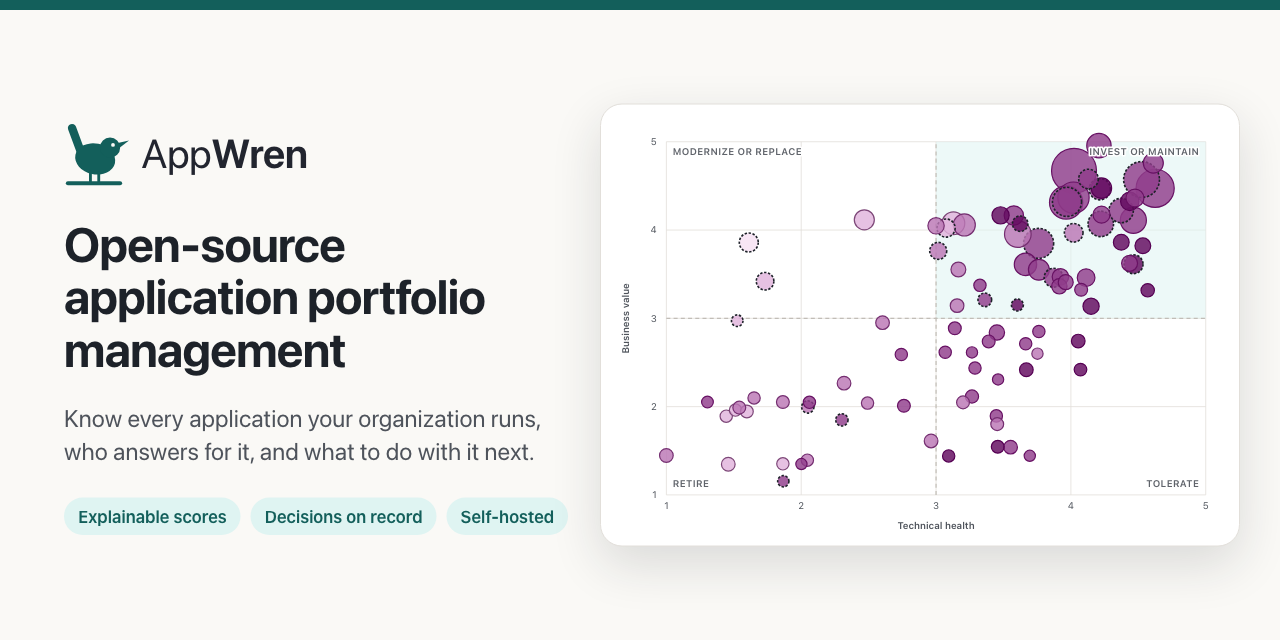 AppWren
Open-source
application portfolio
management
Know every application your organization runs,
who answers for it, and what to do with it next.
Explainable scores
Decisions on record
Self-hosted
MODERNIZE OR REPLACE
INVEST OR MAINTAIN
RETIRE
TOLERATE
Business value
5
4
3
2
1
1
2
3
4
5
Technical health